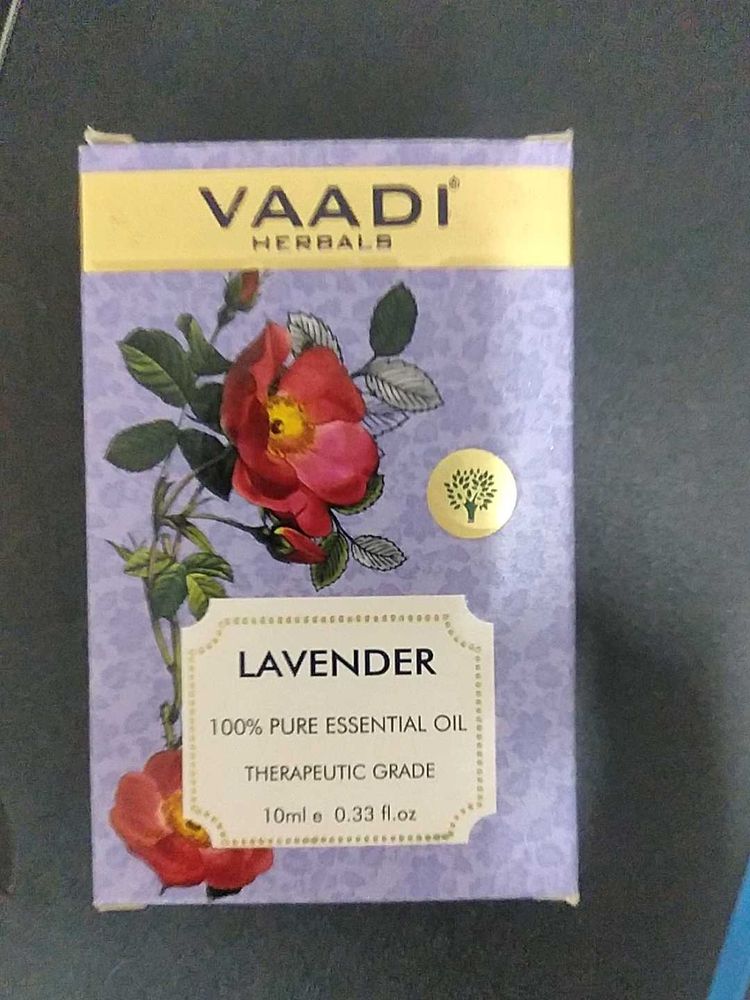 VAADI®
HERBALS
LAVENDER
100% PURE ESSENTIAL OIL
THERAPEUTIC GRADE
10ml e 0.33 fl.oz